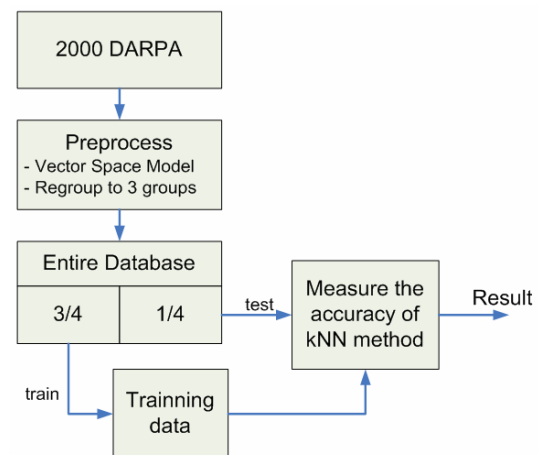 2000 DARPA
Preprocess
- Vector Space Model
- Regroup to 3 groups
Entire Database
3/4
1/4
test
Measure the
accuracy of
kNN method
Result
train
Trainning
data